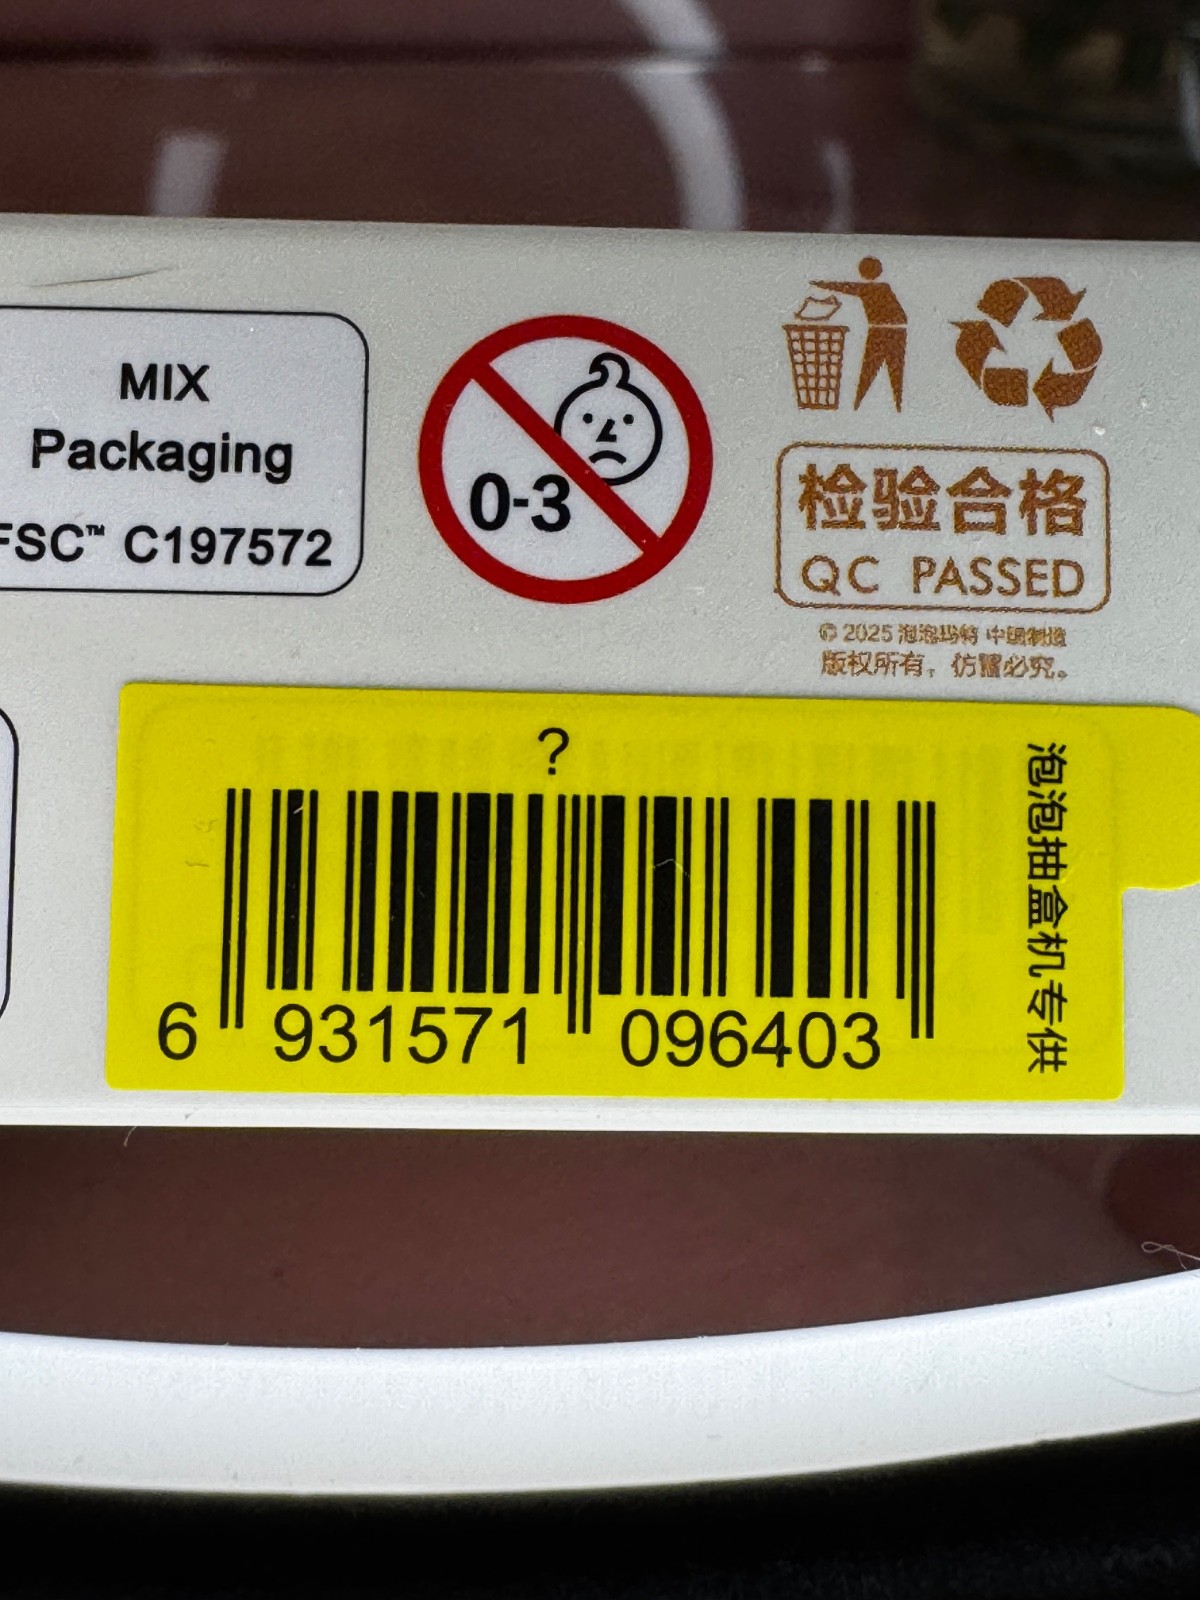 MIX
Packaging
FSC™ C197572
0-3
检验合格
QC PASSED
© 2025 泡泡玛特 中国制造
版权所有，仿冒必究。
?
6 931571 096403
泡泡抽盒机专供